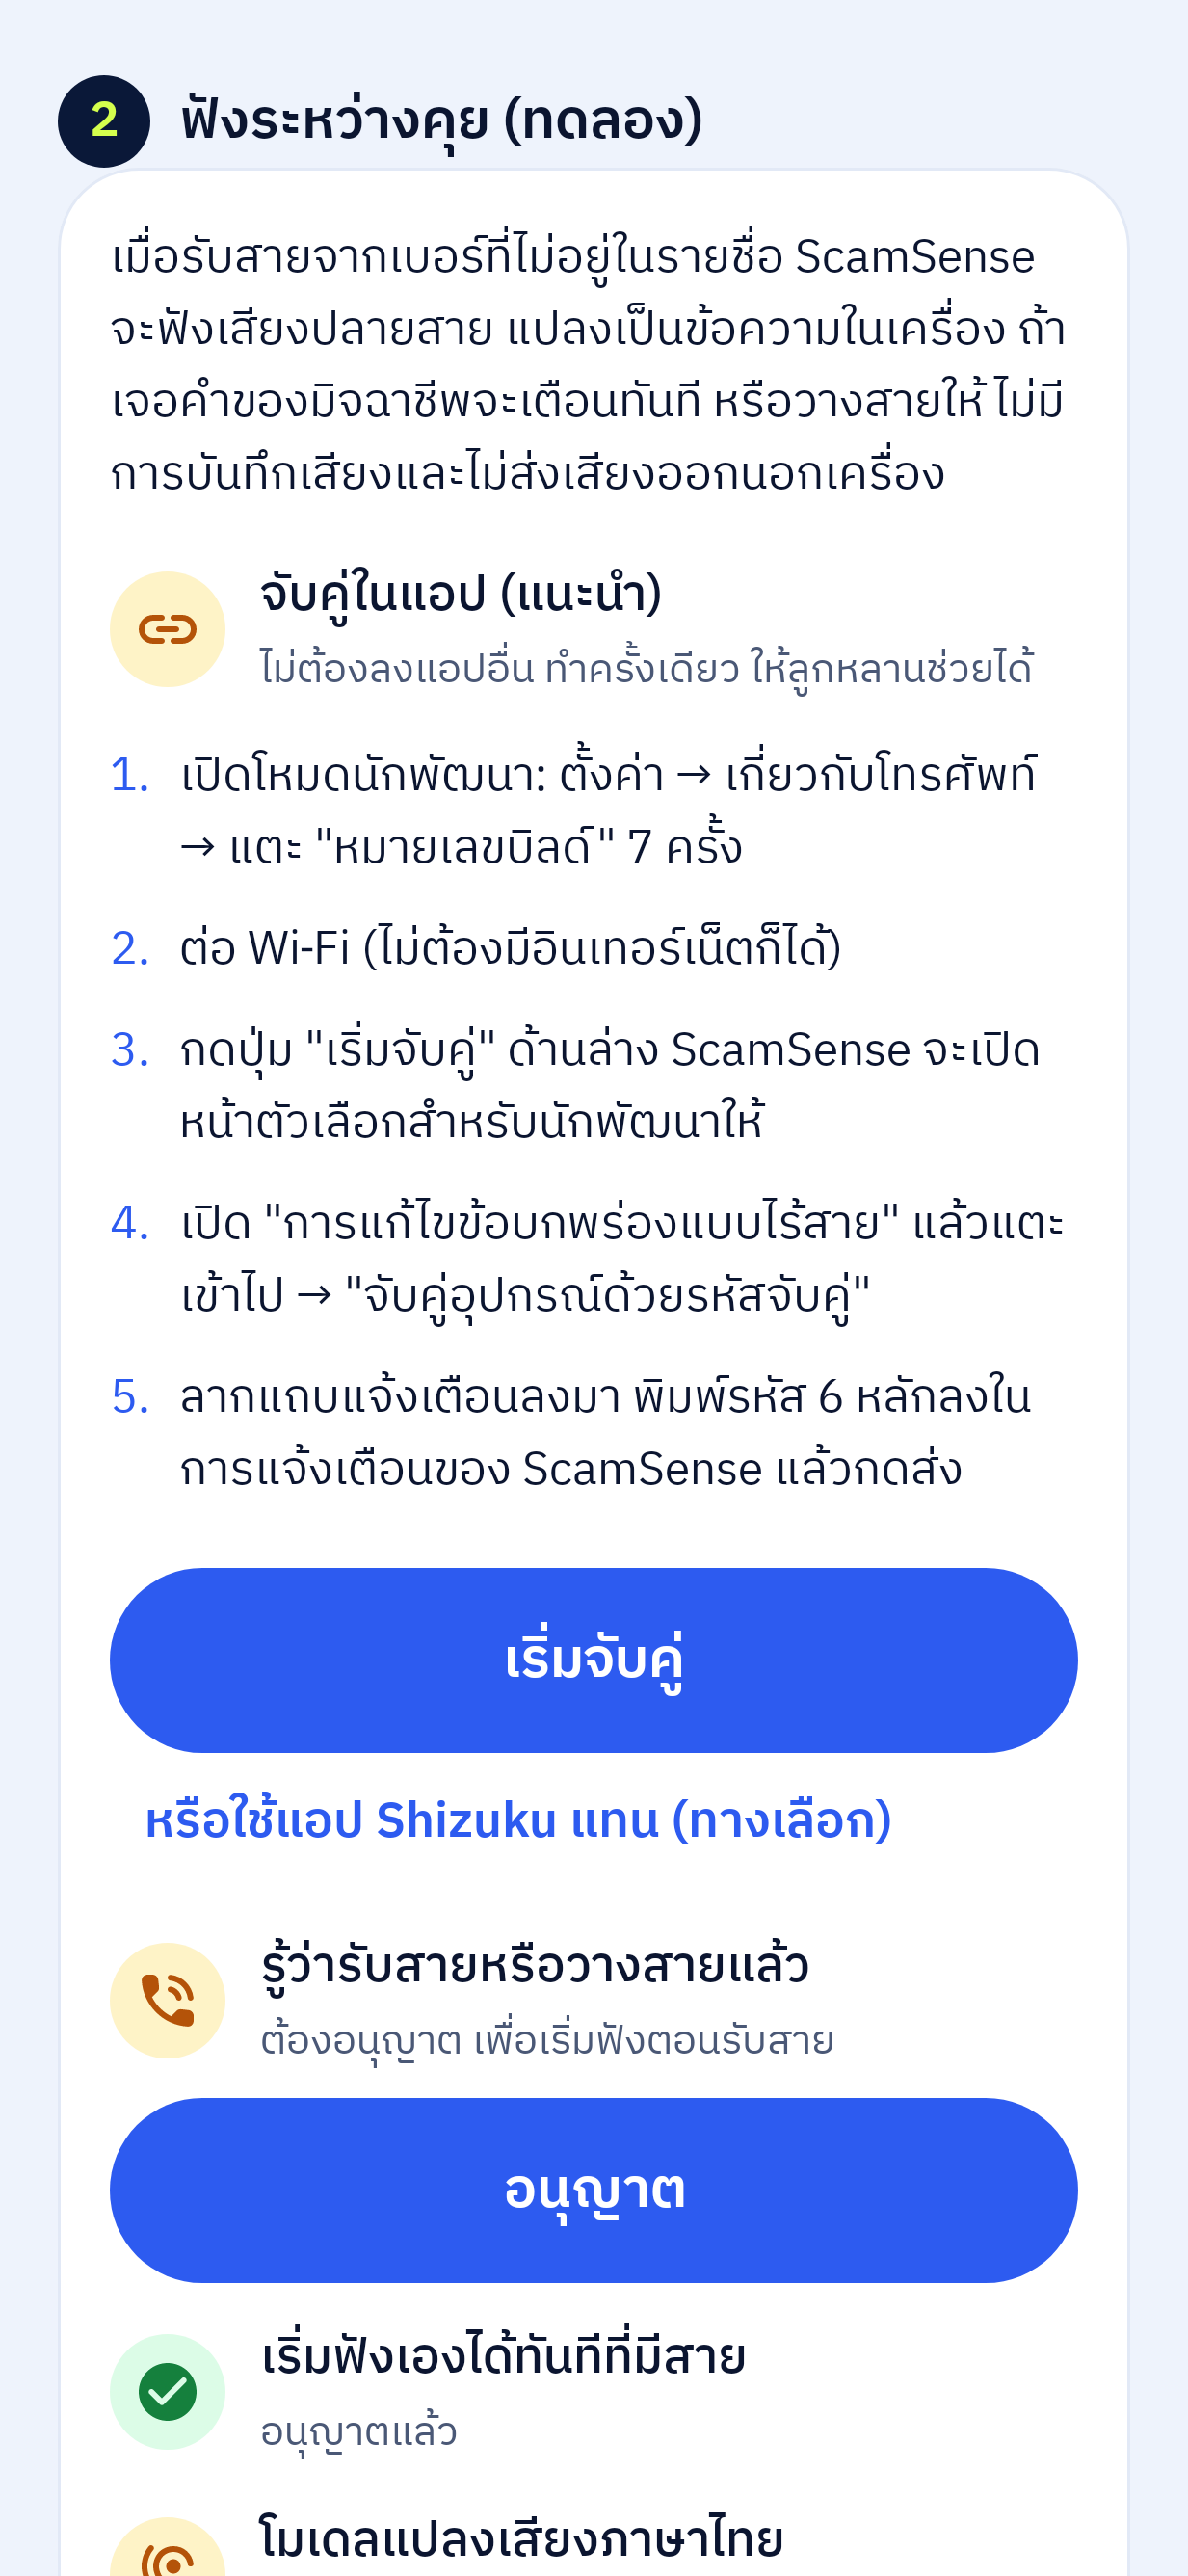 2 ฟังระหว่างคุย (ทดลอง)
เมื่อรับสายจากเบอร์ที่ไม่อยู่ในรายชื่อ ScamSense
จะฟังเสียงปลายสาย แปลงเป็นข้อความในเครื่อง ถ้า
เจอคำของมิจฉาชีพจะเตือนทันที หรือวางสายให้ ไม่มี
การบันทึกเสียงและไม่ส่งเสียงออกนอกเครื่อง
จับคู่ในแอป (แนะนำ)
ไม่ต้องลงแอปอื่น ทำครั้งเดียว ให้ลูกหลานช่วยได้
1. เปิดโหมดนักพัฒนา: ตั้งค่า → เกี่ยวกับโทรศัพท์
→ แตะ "หมายเลขบิลด์" 7 ครั้ง
2. ต่อ Wi-Fi (ไม่ต้องมีอินเทอร์เน็ตก็ได้)
3. กดปุ่ม "เริ่มจับคู่" ด้านล่าง ScamSense จะเปิด
หน้าตัวเลือกสำหรับนักพัฒนาให้
4. เปิด "การแก้ไขข้อบกพร่องแบบไร้สาย" แล้วแตะ
เข้าไป → "จับคู่อุปกรณ์ด้วยรหัสจับคู่"
5. ลากแถบแจ้งเตือนลงมา พิมพ์รหัส 6 หลักลงใน
การแจ้งเตือนของ ScamSense แล้วกดส่ง
เริ่มจับคู่
หรือใช้แอป Shizuku แทน (ทางเลือก)
รู้ว่ารับสายหรือวางสายแล้ว
ต้องอนุญาต เพื่อเริ่มฟังตอนรับสาย
อนุญาต
เริ่มฟังเองได้ทันทีที่มีสาย
อนุญาตแล้ว
โมเดลแปลงเสียงภาษาไทย